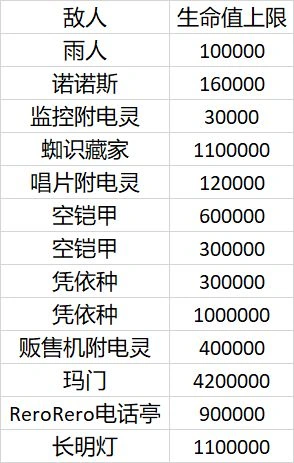 敌人 生命值上限
雨人 100000
诺诺斯 160000
监控附电灵 30000
蜘识藏家 1100000
唱片附电灵 120000
空铠甲 600000
空铠甲 300000
凭依种 300000
凭依种 1000000
贩售机附电灵 400000
玛门 4200000
ReroRero电话亭 900000
长明灯 1100000